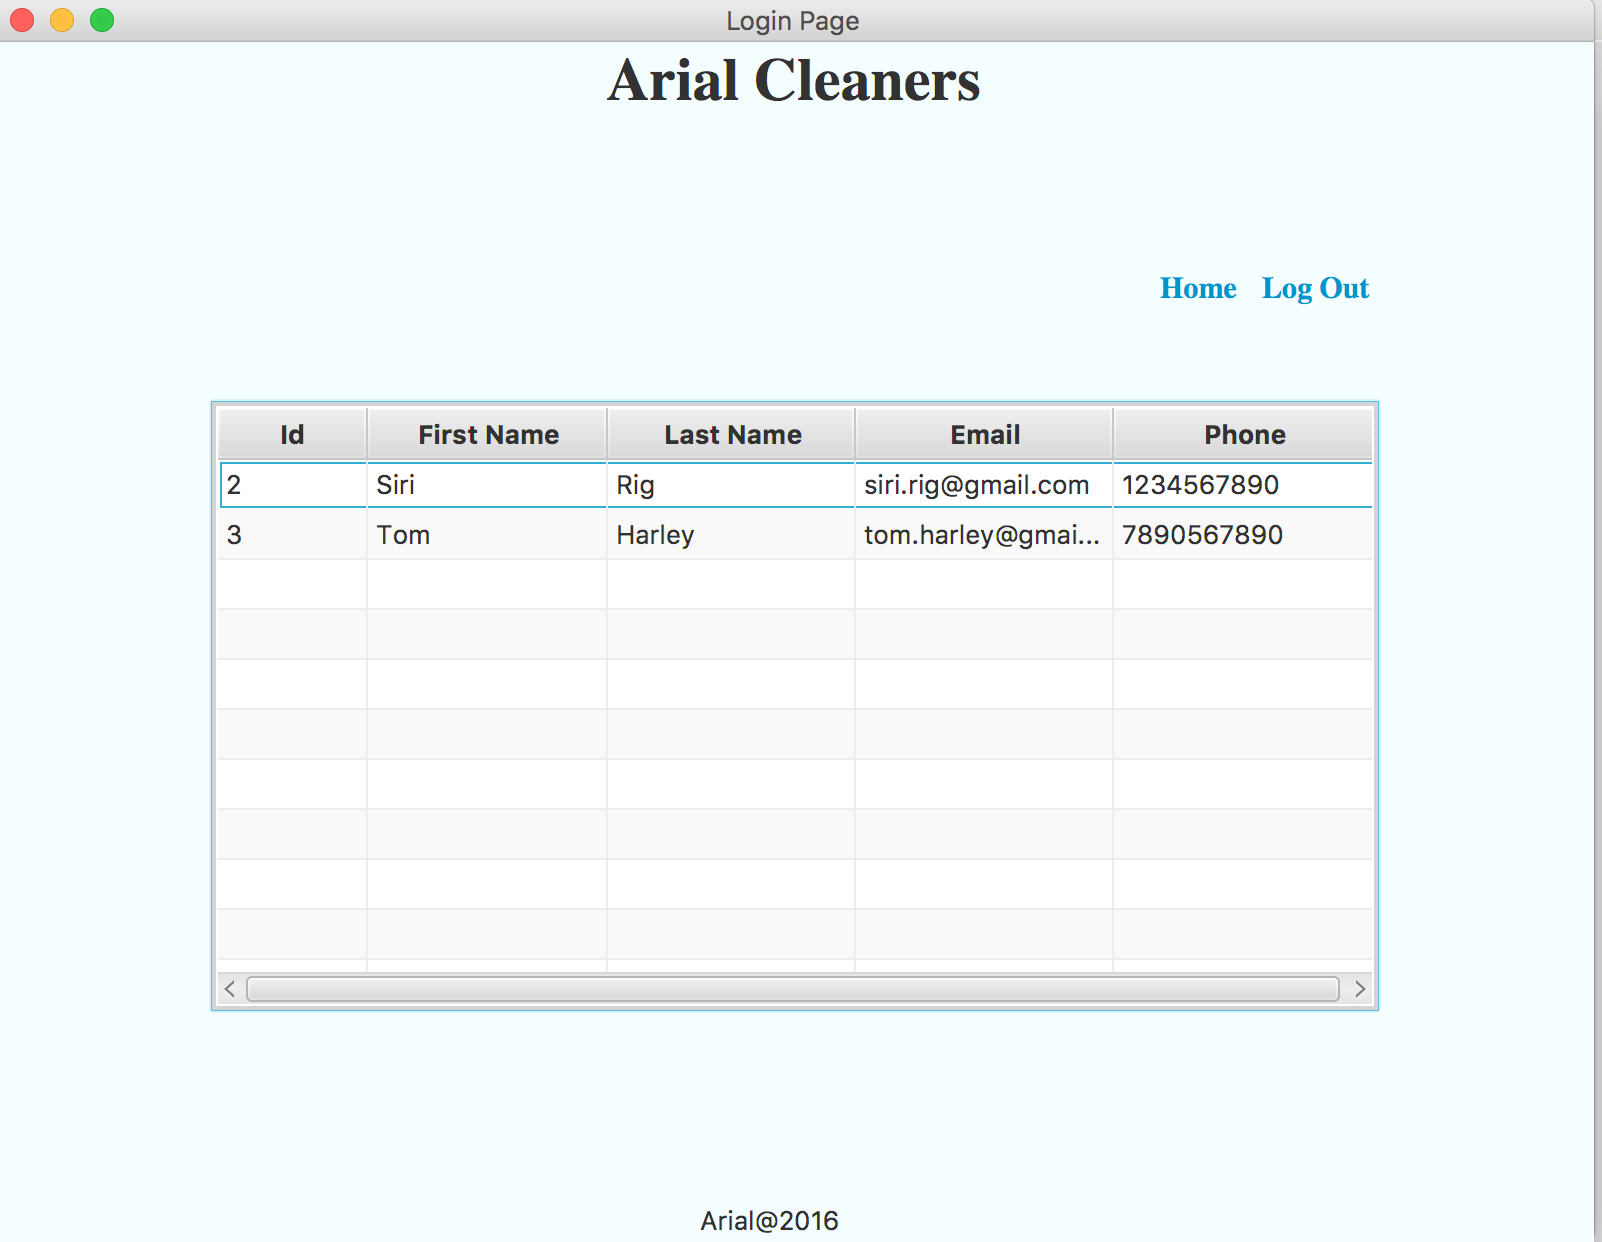 Login Page
Arial Cleaners
Home Log Out
Id First Name Last Name Email Phone
2 Siri Rig siri.rig@gmail.com 1234567890
3 Tom Harley tom.harley@gmai... 7890567890
Arial@2016